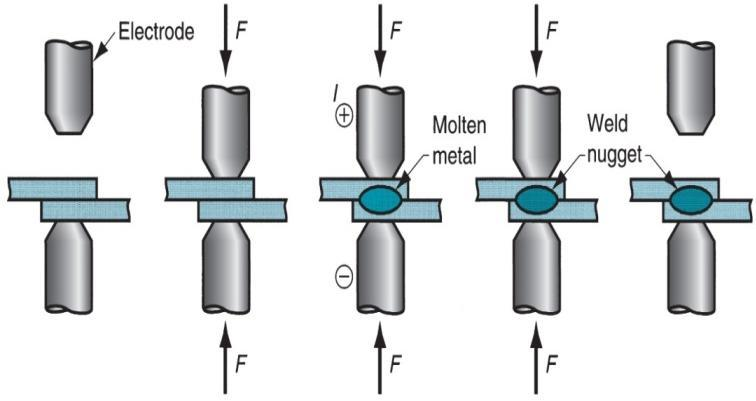 Electrode
F
F
F
I
+
Molten
metal
Weld
nugget
−
F
F
F